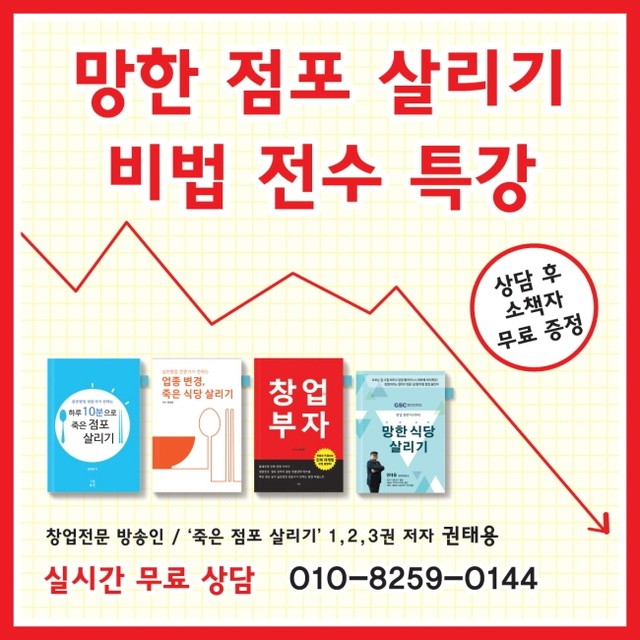 망한 점포 살리기
비법 전수 특강
상담 후
소책자
무료 증정
하루 10분으로
죽은 점포
살리기
업종 변경,
죽은 식당 살리기
창업
부자
GSC
망한 식당
살리기
권태용
창업전문 방송인 / ‘죽은 점포 살리기’ 1,2,3권 저자 권태용
실시간 무료 상담 010-8259-0144